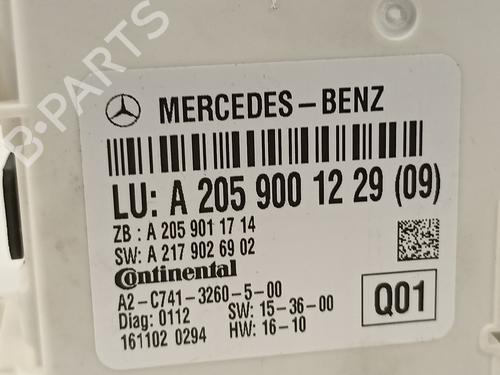 B-PARTS
MERCEDES-BENZ
LU: A 205 900 12 29 (09)
ZB : A 205 901 17 14
SW: A 217 902 69 02
Continental
A2-C741-3260-5-00
Diag: 0112 SW: 15-36-00
161102 0294 HW: 16-10
Q01